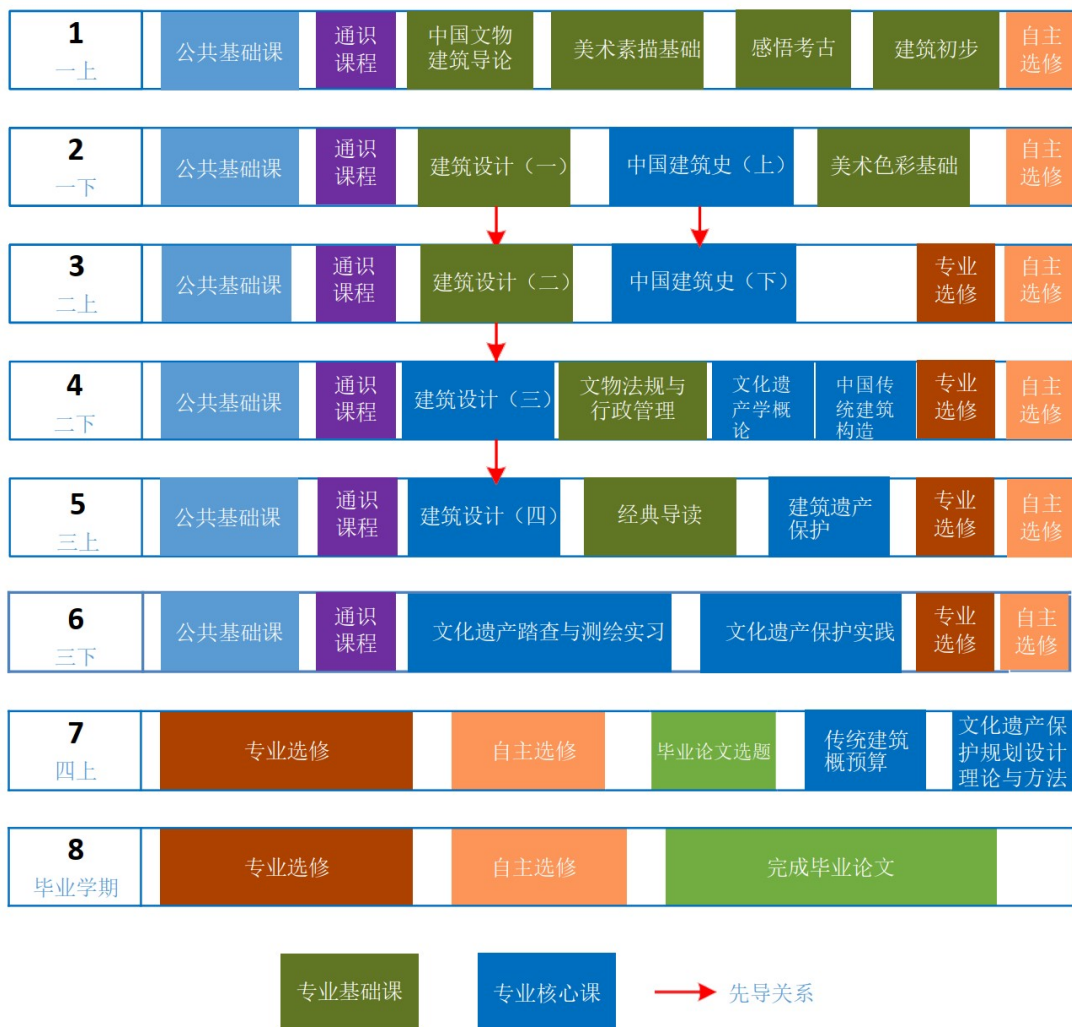 1
一上
公共基础课
通识
课程
中国文物
建筑导论
美术素描基础
感悟考古
建筑初步
自主
选修
2
一下
公共基础课
通识
课程
建筑设计（一）
中国建筑史（上）
美术色彩基础
自主
选修
3
二上
公共基础课
通识
课程
建筑设计（二）
中国建筑史（下）
专业
选修
自主
选修
4
二下
公共基础课
通识
课程
建筑设计（三）
文物法规与
行政管理
文化遗
产学概
论
中国传
统建筑
构造
专业
选修
自主
选修
5
三上
公共基础课
通识
课程
建筑设计（四）
经典导读
建筑遗产
保护
专业
选修
自主
选修
6
三下
公共基础课
通识
课程
文化遗产踏查与测绘实习
文化遗产保护实践
专业
选修
自主
选修
7
四上
专业选修
自主选修
毕业论文选题
传统建筑
概预算
文化遗产保
护规划设计
理论与方法
8
毕业学期
专业选修
自主选修
完成毕业论文
专业基础课
专业核心课
先导关系